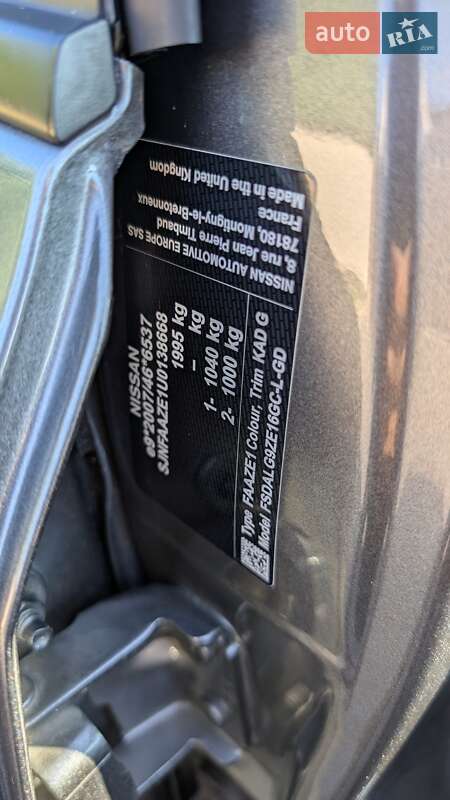 auto RIA
.com
NISSAN AUTOMOTIVE EUROPE SAS
8, rue Jean Pierre Timbaud
78180, Montigny-le-Bretonneux
France
Made in the United Kingdom
NISSAN
e9*2007/46*6537
SJNFAAZE1U0138668
1995 kg
– kg
1- 1040 kg
2- 1000 kg
Type FAAZE1 Colour, Trim KAD G
Model FSDALG9ZE16GC-L-GD